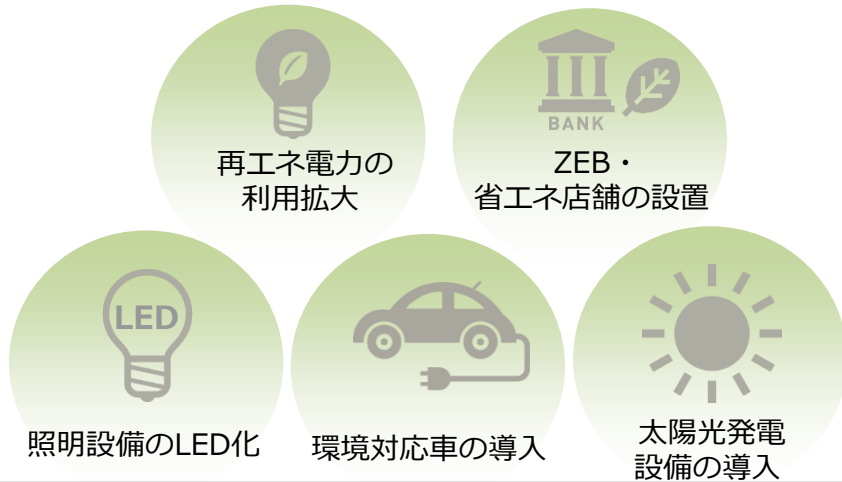 再エネ電力の
利用拡大
BANK
ZEB・
省エネ店舗の設置
LED
照明設備のLED化
環境対応車の導入
太陽光発電
設備の導入